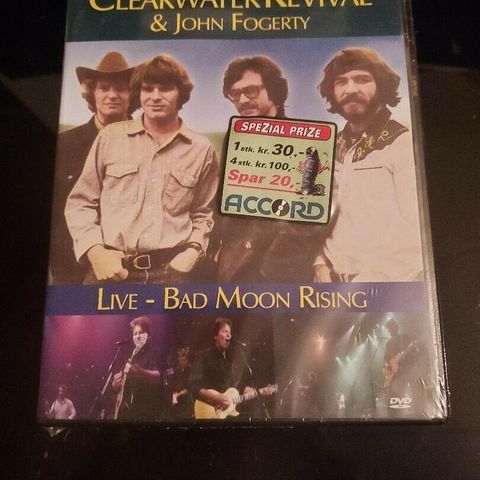 CLEARWATER REVIVAL
& JOHN FOGERTY
SPEZIAL PRIZE
1 stk. kr. 30,-
4 stk. kr. 100,-
Spar 20,-
ACCORD
LIVE - BAD MOON RISING
DVD